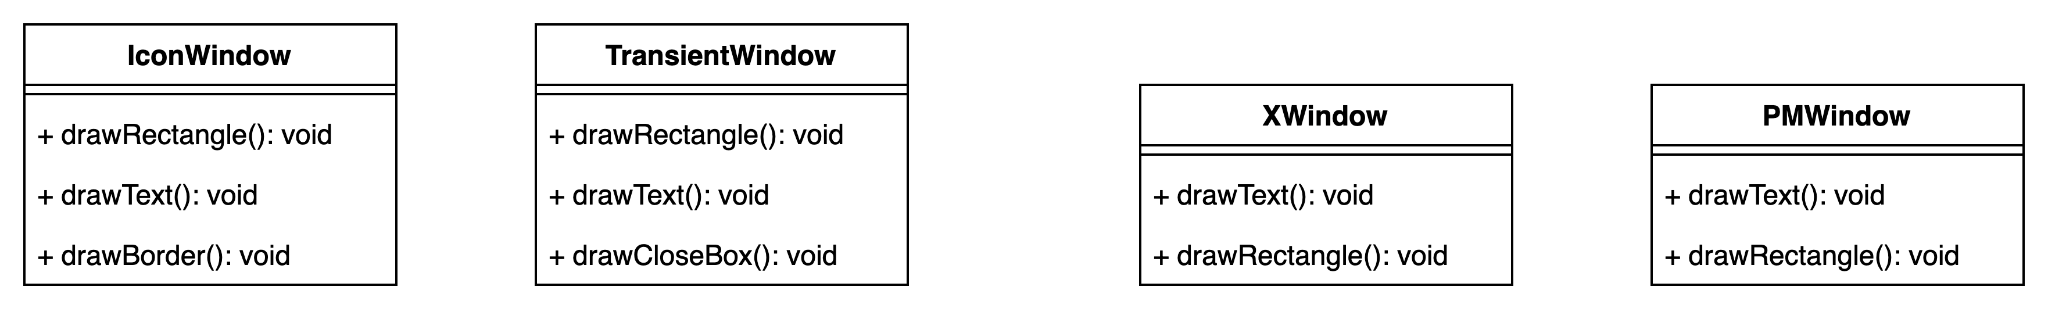 IconWindow
+ drawRectangle(): void
+ drawText(): void
+ drawBorder(): void
TransientWindow
+ drawRectangle(): void
+ drawText(): void
+ drawCloseBox(): void
XWindow
+ drawText(): void
+ drawRectangle(): void
PMWindow
+ drawText(): void
+ drawRectangle(): void